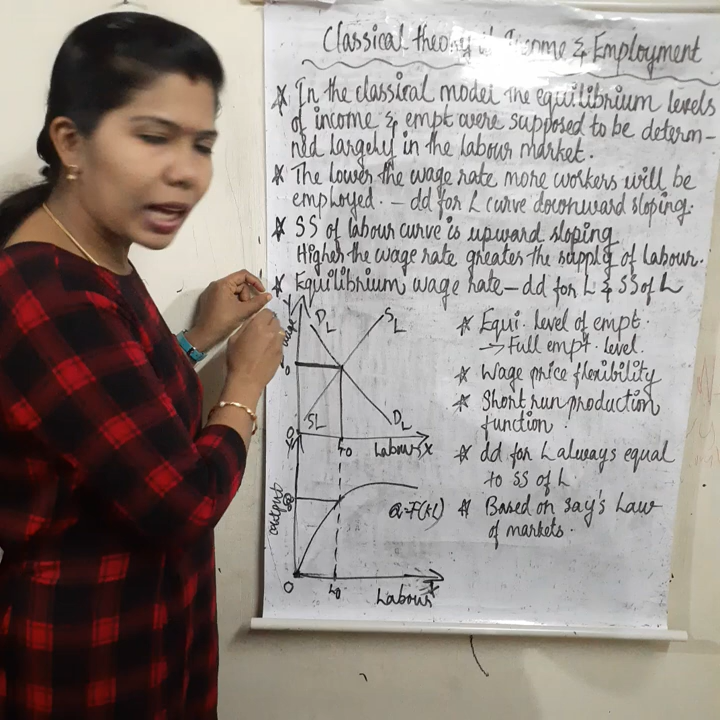 Classical theory of Income & Employment
☆ In the classical model the equilibrium levels
of income & empt were supposed to be determ-
ned largely in the labour market.
☆ The lower the wage rate more workers will be
employed. – dd for L curve downward sloping.
☆ SS of labour curve is upward sloping
Higher the wage rate greater the supply of labour.
☆ Equilibrium wage rate – dd for L & SS of L
☆ Equi. level of empt.
→ Full empt. level.
☆ Wage price flexibility
☆ Short run production
function.
☆ dd for L always equal
to SS of L
☆ Based on Say's Law
of markets.
Y
DL
SL
SL
DL
O
Labour X
output
Labour X
O
L0